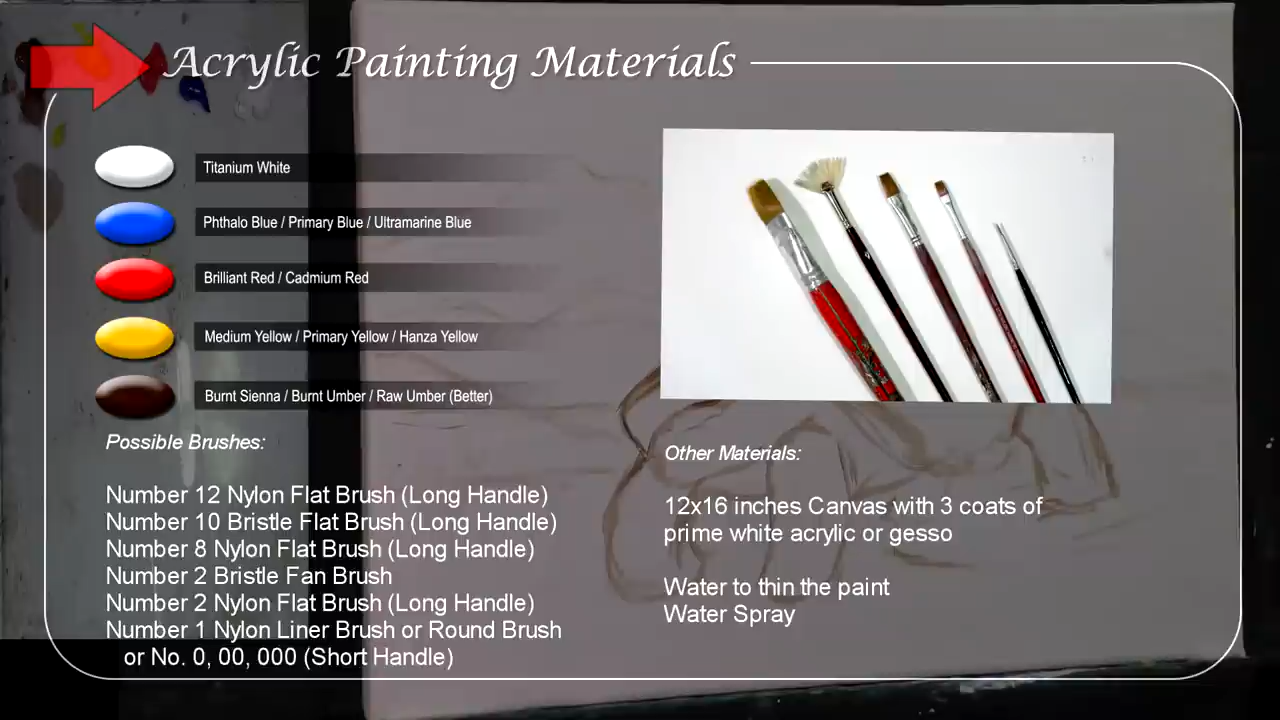 Acrylic Painting Materials
Titanium White
Phthalo Blue / Primary Blue / Ultramarine Blue
Brilliant Red / Cadmium Red
Medium Yellow / Primary Yellow / Hanza Yellow
Burnt Sienna / Burnt Umber / Raw Umber (Better)
Possible Brushes:
Number 12 Nylon Flat Brush (Long Handle)
Number 10 Bristle Flat Brush (Long Handle)
Number 8 Nylon Flat Brush (Long Handle)
Number 2 Bristle Fan Brush
Number 2 Nylon Flat Brush (Long Handle)
Number 1 Nylon Liner Brush or Round Brush
or No. 0, 00, 000 (Short Handle)
Other Materials:
12x16 inches Canvas with 3 coats of
prime white acrylic or gesso
Water to thin the paint
Water Spray